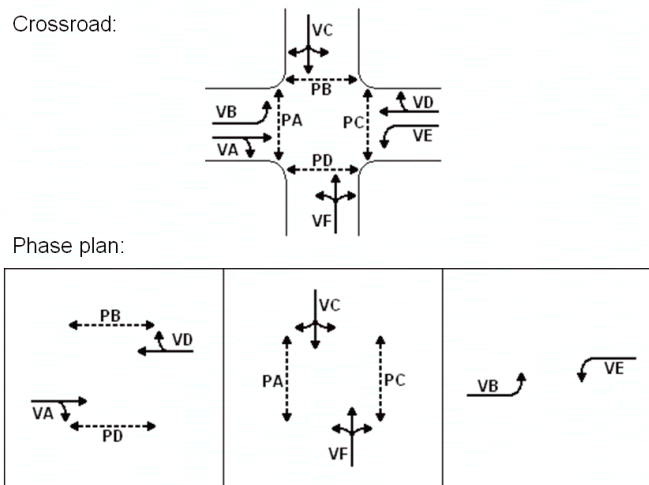 Crossroad:
VC
PB
VB
VD
PA
PC
VA
VE
PD
VF
Phase plan:
PB
VD
VA
PD
VC
PA
PC
VF
VB
VE